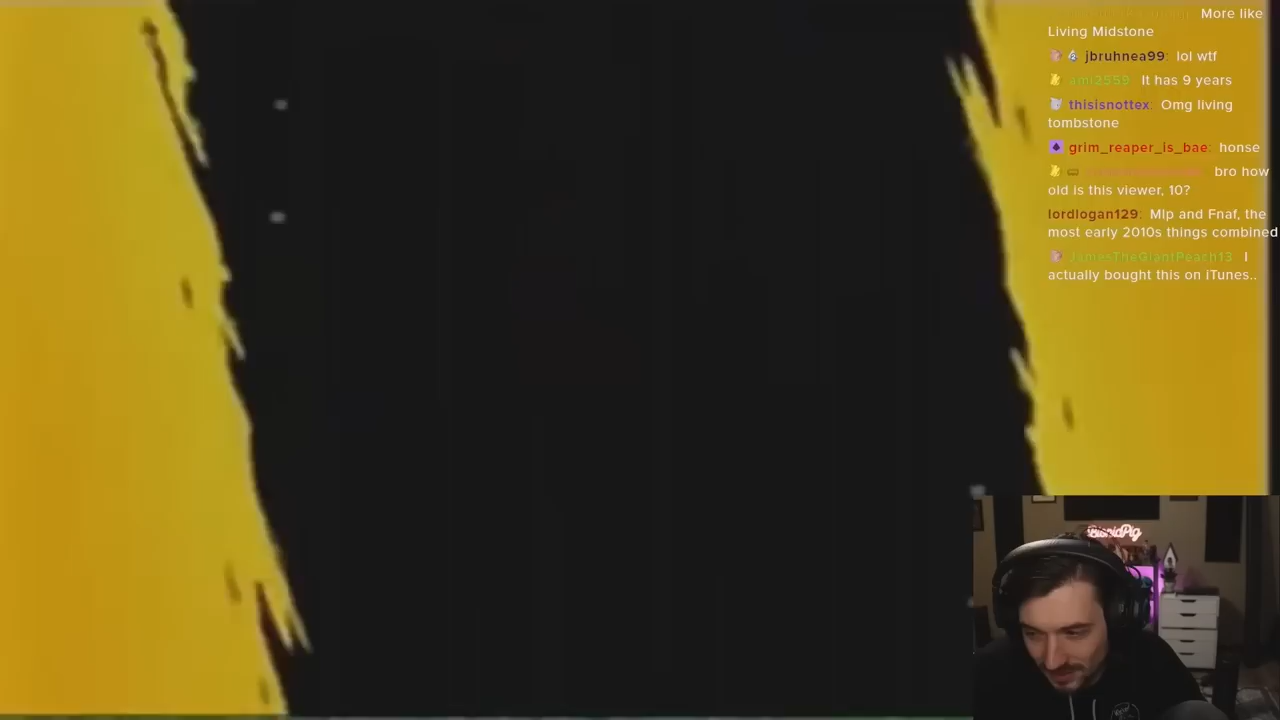 More like
Living Midstone
jbruhnea99: lol wtf
ami2559: It has 9 years
thisisnottex: Omg living
tombstone
grim_reaper_is_bae: honse
bro how
old is this viewer, 10?
lordlogan129: Mlp and Fnaf, the
most early 2010s things combined
JamesTheGiantPeach13: I
actually bought this on iTunes..